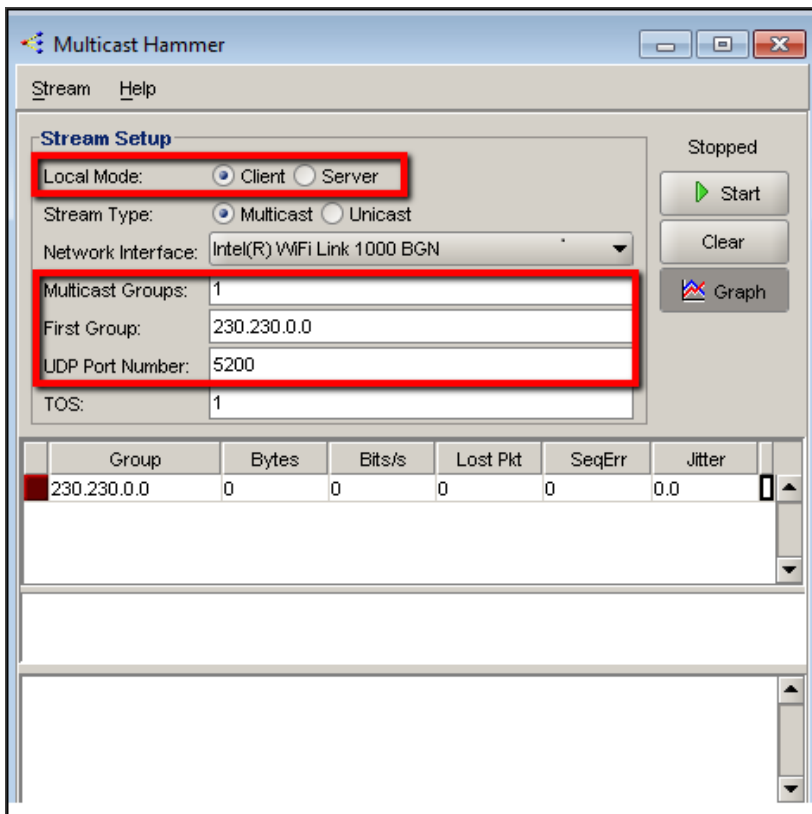 Multicast Hammer
Stream Help
Stream Setup
Local Mode: Client Server
Stream Type: Multicast Unicast
Network Interface: Intel(R) WiFi Link 1000 BGN
Multicast Groups: 1
First Group: 230.230.0.0
UDP Port Number: 5200
TOS: 1
Stopped
Start
Clear
Graph
Group Bytes Bits/s Lost Pkt SeqErr Jitter
230.230.0.0 0 0 0 0 0.0